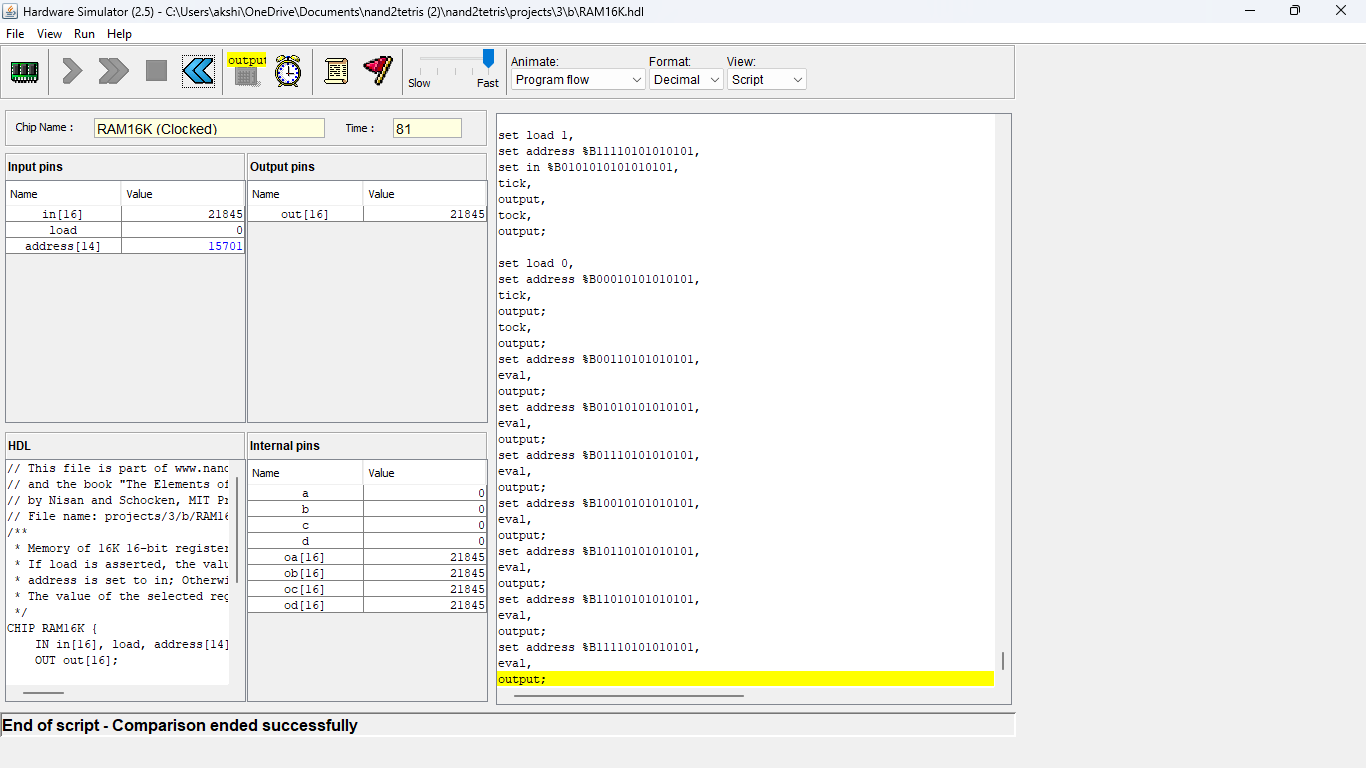 Hardware Simulator (2.5) - C:\Users\akshi\OneDrive\Documents\nand2tetris (2)\nand2tetris\projects\3\b\RAM16K.hdl
File View Run Help
output
Slow Fast
Animate: Format: View:
Program flow Decimal Script
Chip Name : RAM16K (Clocked) Time : 81
Input pins
Name Value
in[16] 21845
load 0
address[14] 15701
Output pins
Name Value
out[16] 21845
HDL
// This file is part of www.nand
// and the book "The Elements of
// by Nisan and Schocken, MIT Pr
// File name: projects/3/b/RAM16
/**
* Memory of 16K 16-bit register
* If load is asserted, the valu
* address is set to in; Otherwi
* The value of the selected reg
*/
CHIP RAM16K {
IN in[16], load, address[14]
OUT out[16];
Internal pins
Name Value
a 0
b 0
c 0
d 0
oa[16] 21845
ob[16] 21845
oc[16] 21845
od[16] 21845
set load 1,
set address %B11110101010101,
set in %B0101010101010101,
tick,
output,
tock,
output;
set load 0,
set address %B00010101010101,
tick,
output;
tock,
output;
set address %B00110101010101,
eval,
output;
set address %B01010101010101,
eval,
output;
set address %B01110101010101,
eval,
output;
set address %B10010101010101,
eval,
output;
set address %B10110101010101,
eval,
output;
set address %B11010101010101,
eval,
output;
set address %B11110101010101,
eval,
output;
End of script - Comparison ended successfully